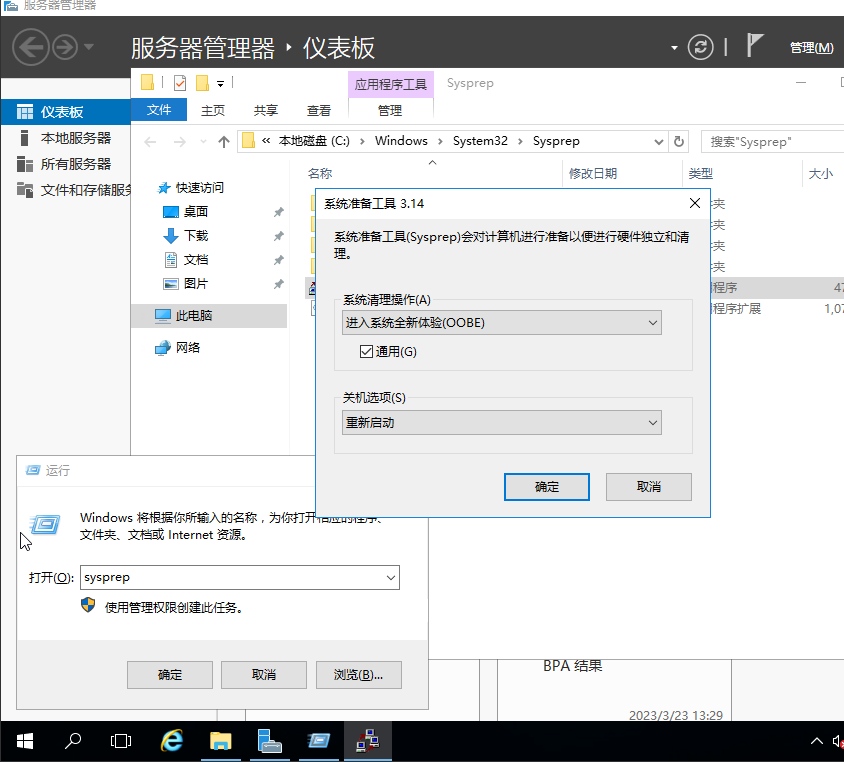 服务器管理器
服务器管理器 仪表板
管理(M)
应用程序工具 Sysprep
文件 主页 共享 查看 管理
« 本地磁盘 (C:) › Windows › System32 › Sysprep
搜索"Sysprep"
仪表板
本地服务器
所有服务器
文件和存储服务
快速访问
桌面
下载
文档
图片
此电脑
网络
名称 修改日期 类型 大小
件夹
件夹
件夹
件夹
程序 47
程序扩展 1,07
系统准备工具 3.14
系统准备工具(Sysprep)会对计算机进行准备以便进行硬件独立和清
理。
系统清理操作(A)
进入系统全新体验(OOBE)
通用(G)
关机选项(S)
重新启动
确定 取消
运行
Windows 将根据你所输入的名称，为你打开相应的程序、
文件夹、文档或 Internet 资源。
打开(O): sysprep
使用管理权限创建此任务。
确定 取消 浏览(B)...
BPA 结果
2023/3/23 13:29